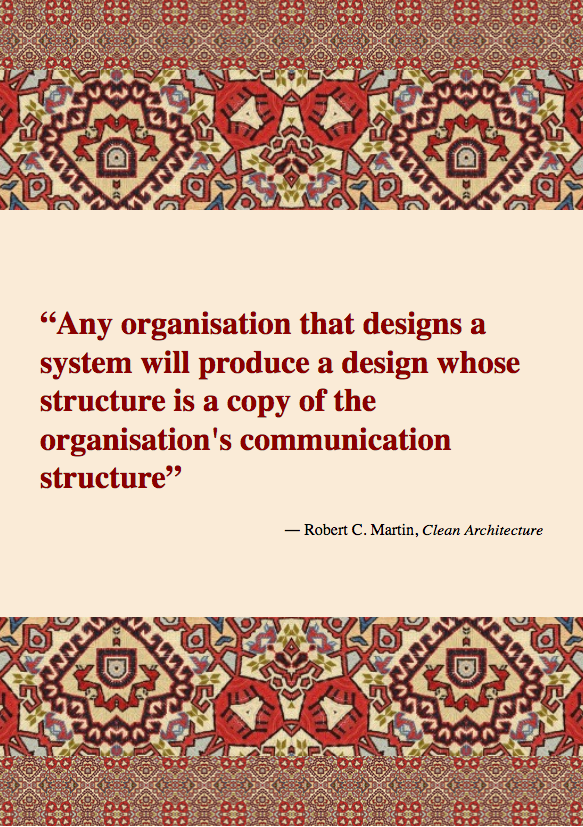 “Any organisation that designs a
system will produce a design whose
structure is a copy of the
organisation's communication
structure”
— Robert C. Martin, Clean Architecture